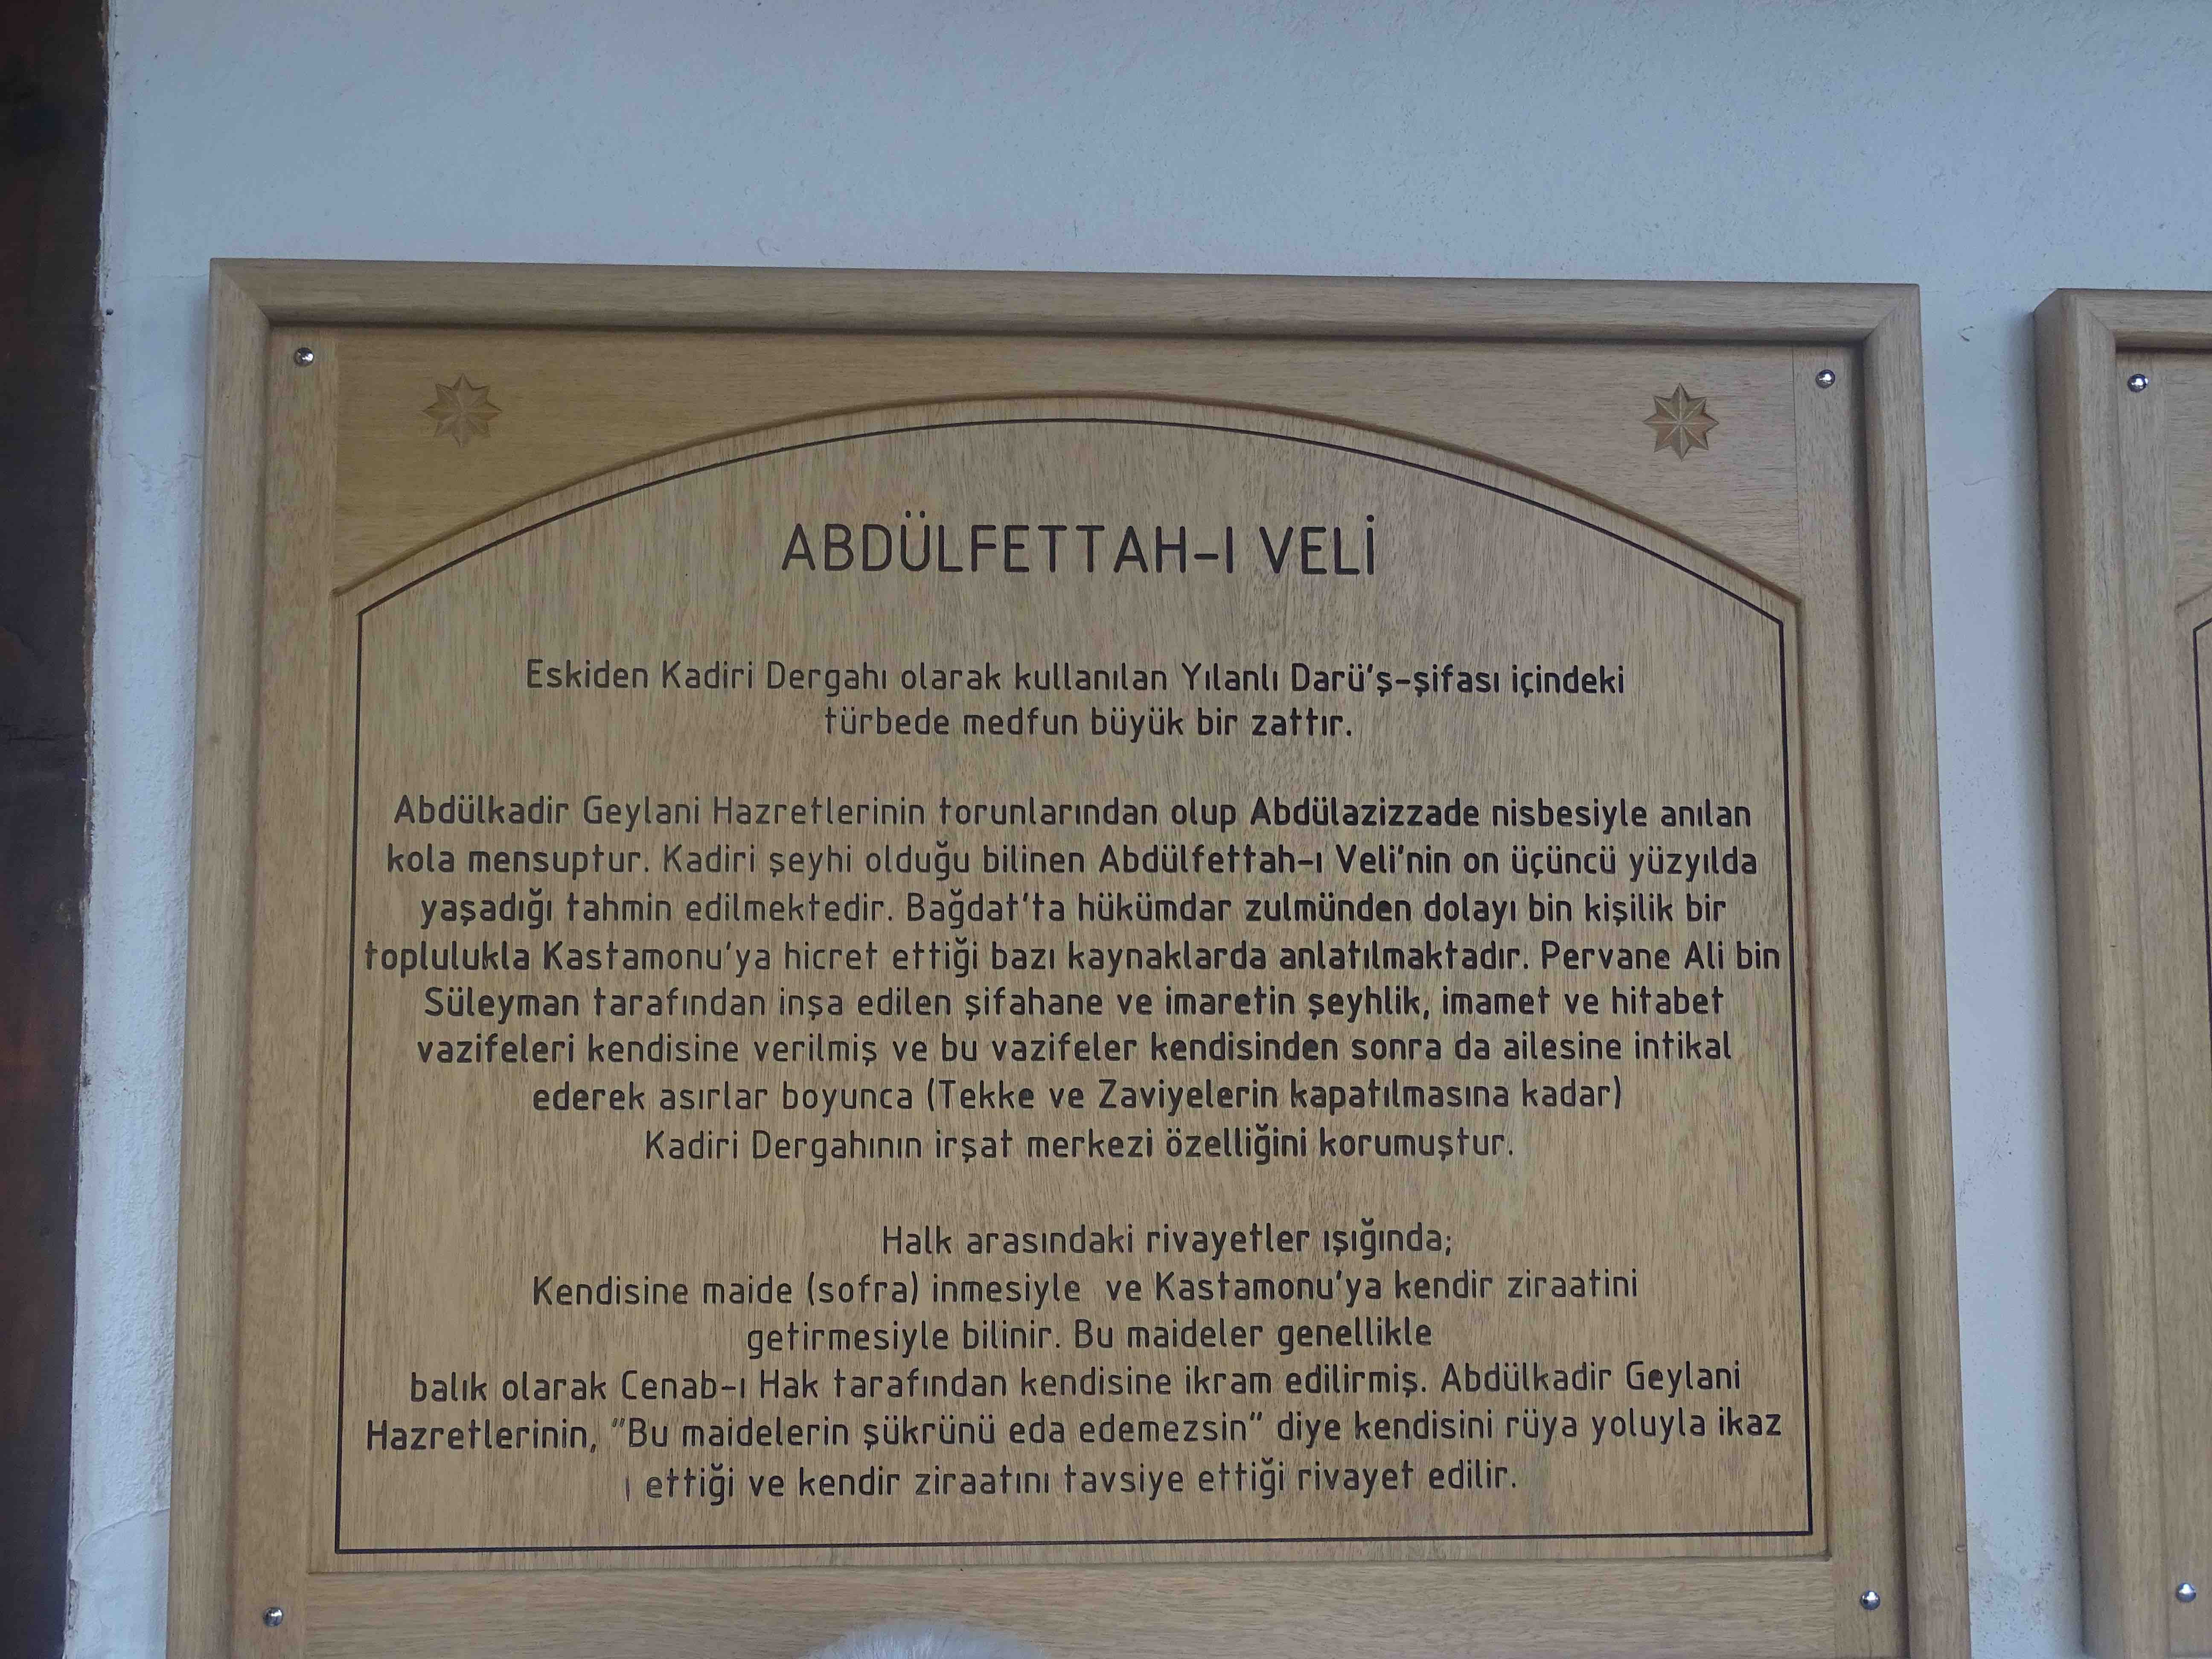 ABDÜLFETTAH-I VELİ
Eskiden Kadiri Dergahı olarak kullanılan Yılanlı Darü'ş-şifası içindeki
türbede medfun büyük bir zattır.
Abdülkadir Geylani Hazretlerinin torunlarından olup Abdülazizzade nisbesiyle anılan
kola mensuptur. Kadiri şeyhi olduğu bilinen Abdülfettah-ı Veli'nin on üçüncü yüzyılda
yaşadığı tahmin edilmektedir. Bağdat'ta hükümdar zulmünden dolayı bin kişilik bir
toplulukla Kastamonu'ya hicret ettiği bazı kaynaklarda anlatılmaktadır. Pervane Ali bin
Süleyman tarafından inşa edilen şifahane ve imaretin şeyhlik, imamet ve hitabet
vazifeleri kendisine verilmiş ve bu vazifeler kendisinden sonra da ailesine intikal
ederek asırlar boyunca (Tekke ve Zaviyelerin kapatılmasına kadar)
Kadiri Dergahının irşat merkezi özelliğini korumuştur.
Halk arasındaki rivayetler ışığında;
Kendisine maide (sofra) inmesiyle ve Kastamonu'ya kendir ziraatini
getirmesiyle bilinir. Bu maideler genellikle
balık olarak Cenab-ı Hak tarafından kendisine ikram edilirmiş. Abdülkadir Geylani
Hazretlerinin, "Bu maidelerin şükrünü eda edemezsin" diye kendisini rüya yoluyla ikaz
ı ettiği ve kendir ziraatını tavsiye ettiği rivayet edilir.